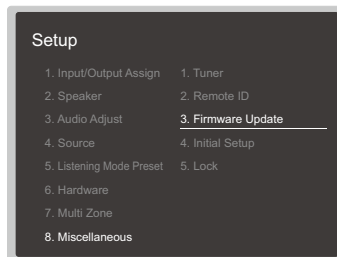 Setup
1. Input/Output Assign
2. Speaker
3. Audio Adjust
4. Source
5. Listening Mode Preset
6. Hardware
7. Multi Zone
8. Miscellaneous
1. Tuner
2. Remote ID
3. Firmware Update
4. Initial Setup
5. Lock